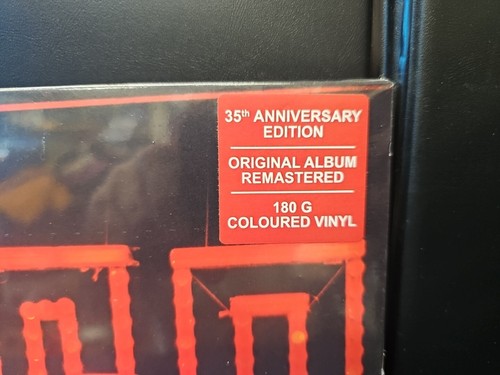 35th ANNIVERSARY
EDITION
ORIGINAL ALBUM
REMASTERED
180 G
COLOURED VINYL